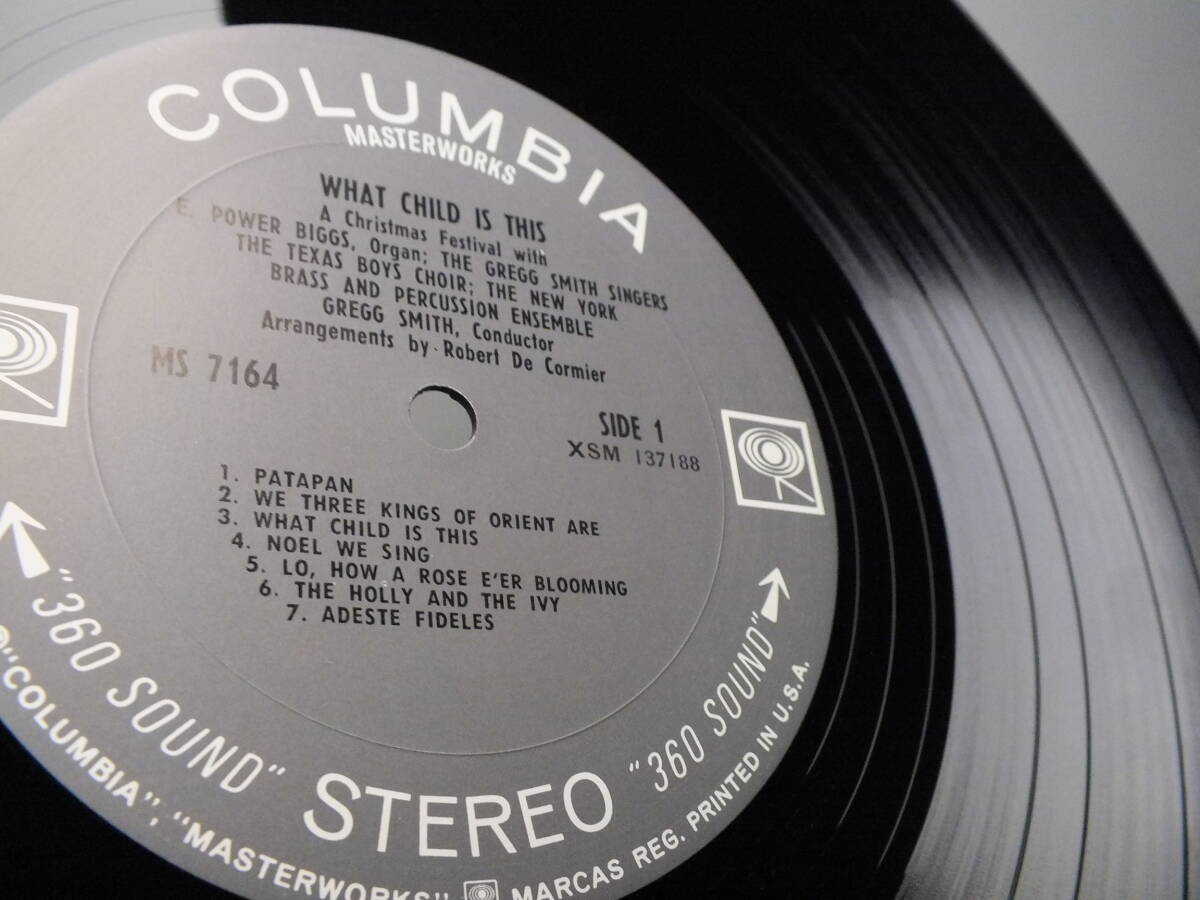 COLUMBIA
MASTERWORKS
WHAT CHILD IS THIS
A Christmas Festival with
E. POWER BIGGS, Organ; THE GREGG SMITH SINGERS
THE TEXAS BOYS CHOIR; THE NEW YORK
BRASS AND PERCUSSION ENSEMBLE
GREGG SMITH, Conductor
Arrangements by Robert De Cormier
MS 7164
SIDE 1
XSM 137188
1. PATAPAN
2. WE THREE KINGS OF ORIENT ARE
3. WHAT CHILD IS THIS
4. NOEL WE SING
5. LO, HOW A ROSE E'ER BLOOMING
6. THE HOLLY AND THE IVY
7. ADESTE FIDELES
"360 SOUND" STEREO "360 SOUND"
"COLUMBIA", "MASTERWORKS" MARCAS REG. PRINTED IN U.S.A.